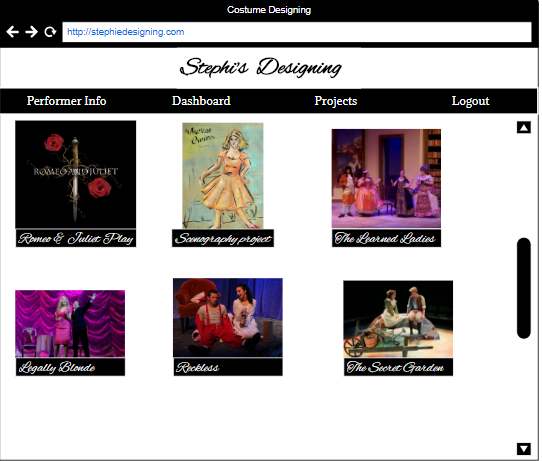 Costume Designing
http://stephiedesigning.com
Stephi's Designing
Performer Info Dashboard Projects Logout
ROMEO AND JULIET
Romeo & Juliet Play
Scenography project
The Learned Ladies
Legally Blonde
Reckless
The Secret Garden